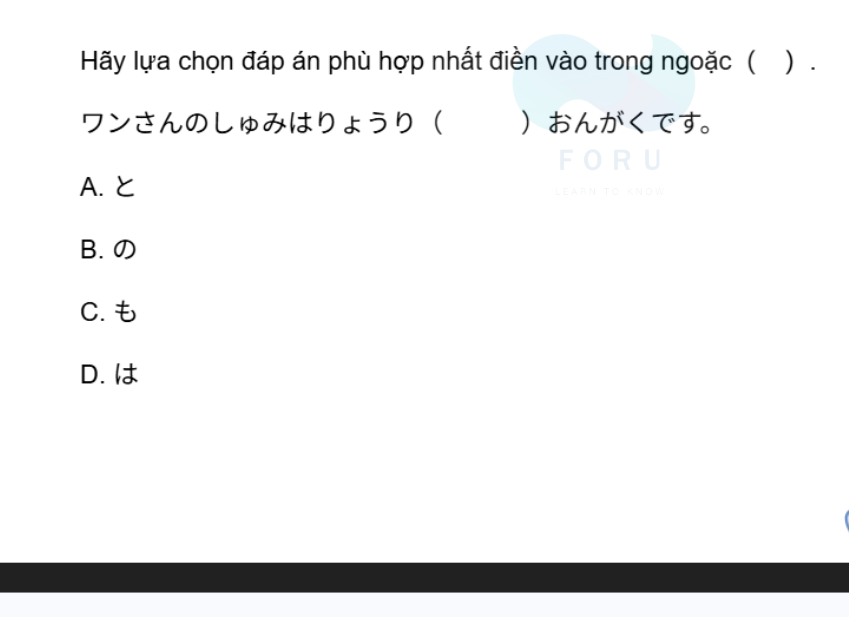 Hãy lựa chọn đáp án phù hợp nhất điền vào trong ngoặc ( ) .
ワンさんのしゅみはりょうり（　　）おんがくです。
FORU
LEARN TO KNOW
A. と
B. の
C. も
D. は